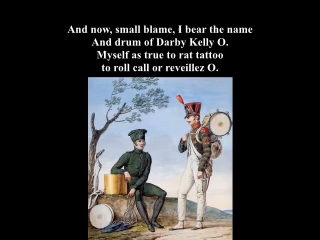 And now, small blame, I bear the name
And drum of Darby Kelly O.
Myself as true to rat tattoo
to roll call or reveillez O.